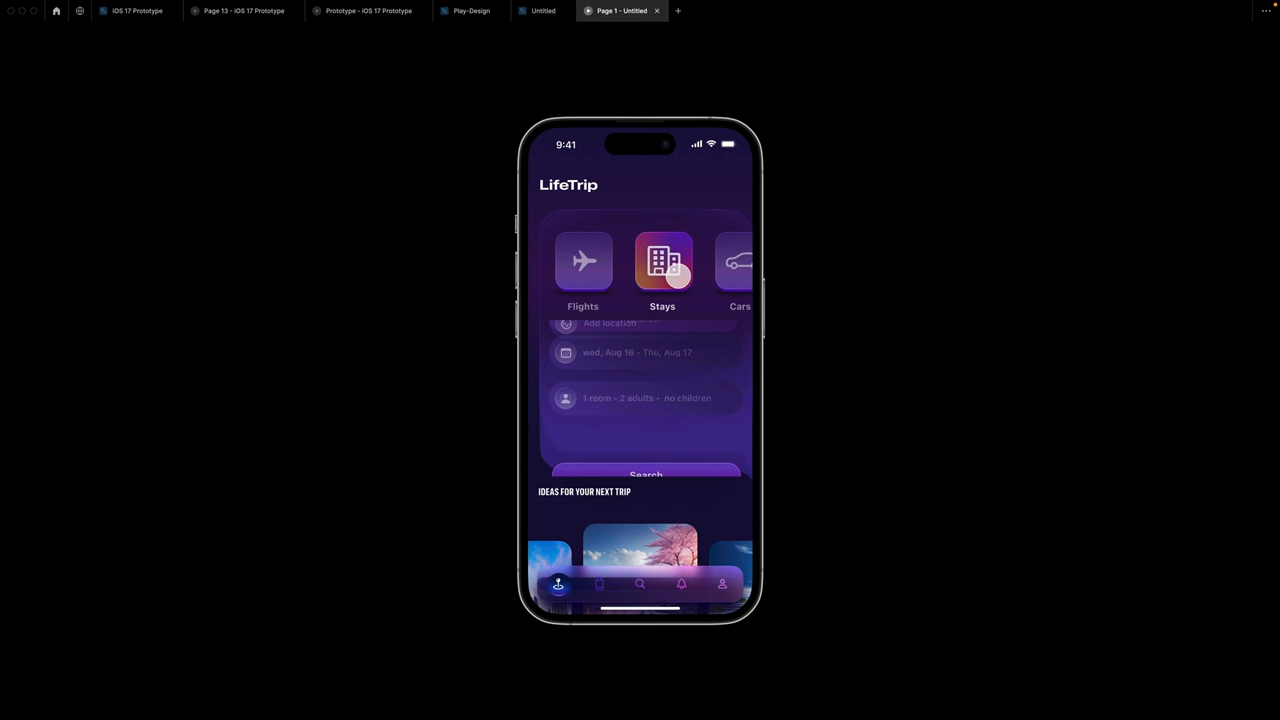 iOS 17 Prototype
Page 13 - iOS 17 Prototype
Prototype - iOS 17 Prototype
Play-Design
Untitled
Page 1 - Untitled
9:41
LifeTrip
Flights
Stays
Cars
Add location
wed, Aug 16 - Thu, Aug 17
1 room - 2 adults - no children
Search
IDEAS FOR YOUR NEXT TRIP